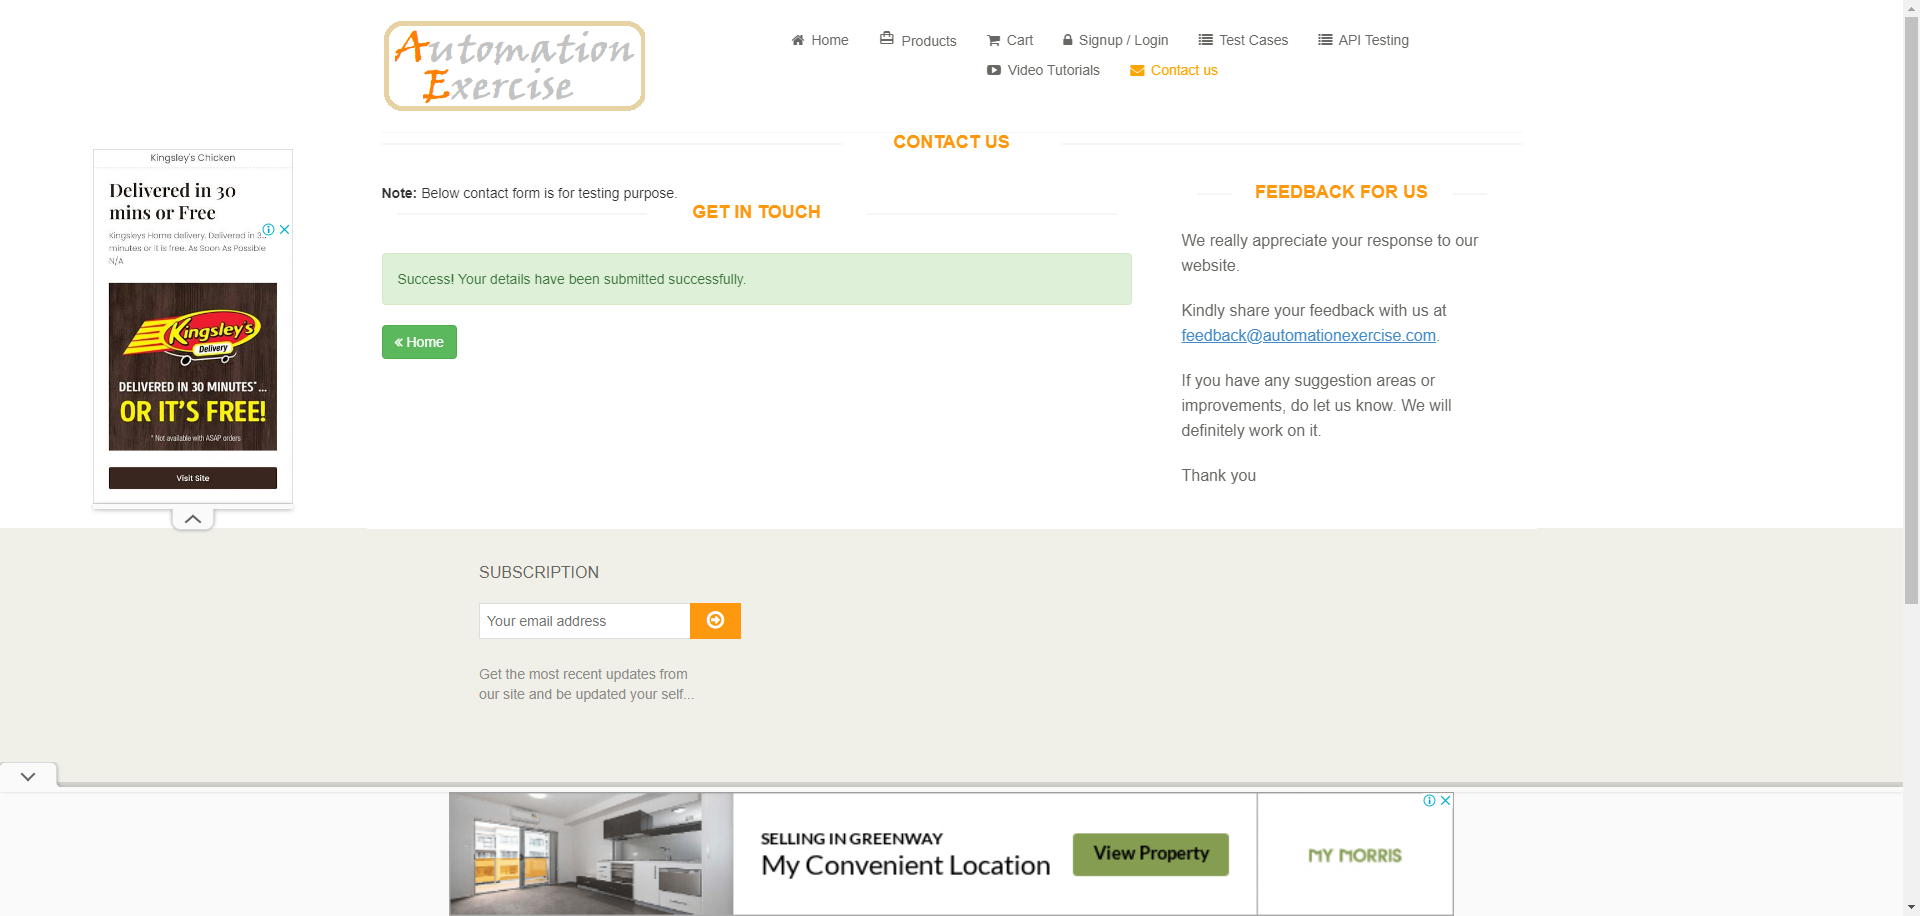 Automation
Exercise
Home
Products
Cart
Signup / Login
Test Cases
API Testing
Video Tutorials
Contact us
CONTACT US
Kingsley's Chicken
Delivered in 30
mins or Free
Kingsleys Home delivery. Delivered in 3...
minutes or it is free. As Soon As Possible
N/A
Kingsley's
Delivery
DELIVERED IN 30 MINUTES*...
OR IT'S FREE!
* Not available with ASAP orders
Visit Site
Note: Below contact form is for testing purpose.
GET IN TOUCH
Success! Your details have been submitted successfully.
« Home
FEEDBACK FOR US
We really appreciate your response to our
website.
Kindly share your feedback with us at
feedback@automationexercise.com.
If you have any suggestion areas or
improvements, do let us know. We will
definitely work on it.
Thank you
SUBSCRIPTION
Your email address
Get the most recent updates from
our site and be updated your self...
SELLING IN GREENWAY
My Convenient Location
View Property
MY MORRIS